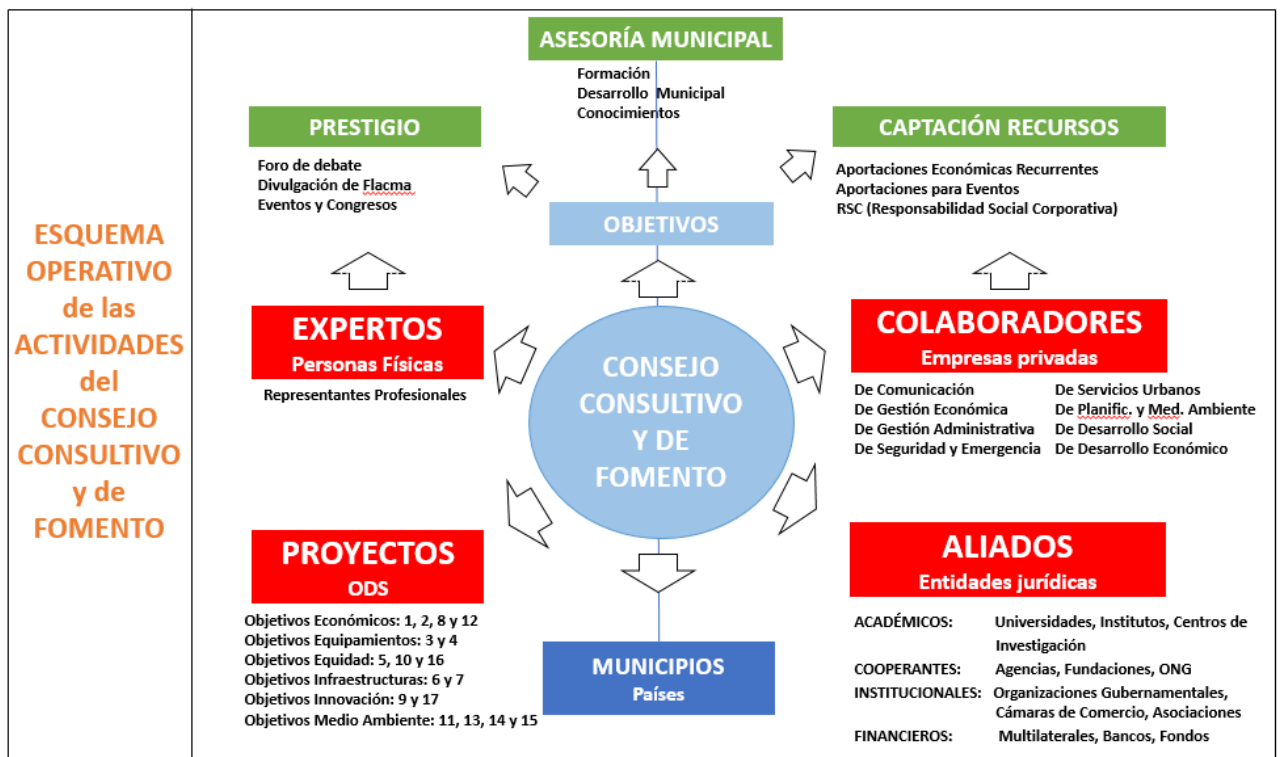 ESQUEMA
OPERATIVO
de las
ACTIVIDADES
del
CONSEJO
CONSULTIVO
y de
FOMENTO
ASESORÍA MUNICIPAL
Formación
Desarrollo Municipal
Conocimientos
PRESTIGIO
Foro de debate
Divulgación de Flacma
Eventos y Congresos
CAPTACIÓN RECURSOS
Aportaciones Económicas Recurrentes
Aportaciones para Eventos
RSC (Responsabilidad Social Corporativa)
OBJETIVOS
EXPERTOS
Personas Físicas
Representantes Profesionales
CONSEJO
CONSULTIVO
Y DE
FOMENTO
COLABORADORES
Empresas privadas
De Comunicación
De Gestión Económica
De Gestión Administrativa
De Seguridad y Emergencia
De Servicios Urbanos
De Planific. y Med. Ambiente
De Desarrollo Social
De Desarrollo Económico
PROYECTOS
ODS
Objetivos Económicos: 1, 2, 8 y 12
Objetivos Equipamientos: 3 y 4
Objetivos Equidad: 5, 10 y 16
Objetivos Infraestructuras: 6 y 7
Objetivos Innovación: 9 y 17
Objetivos Medio Ambiente: 11, 13, 14 y 15
MUNICIPIOS
Países
ALIADOS
Entidades jurídicas
ACADÉMICOS: Universidades, Institutos, Centros de
Investigación
COOPERANTES: Agencias, Fundaciones, ONG
INSTITUCIONALES: Organizaciones Gubernamentales,
Cámaras de Comercio, Asociaciones
FINANCIEROS: Multilaterales, Bancos, Fondos